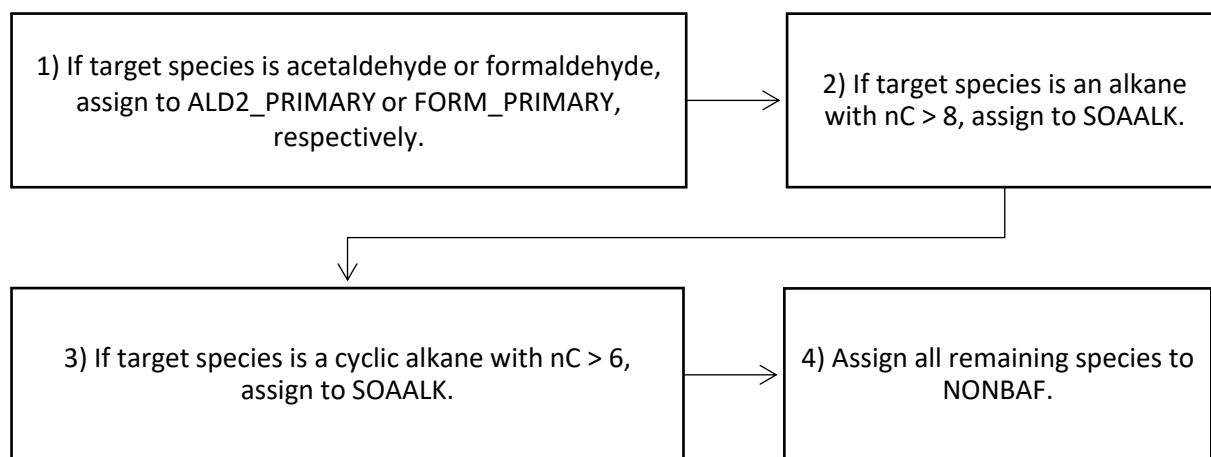 1) If target species is acetaldehyde or formaldehyde,
assign to ALD2_PRIMARY or FORM_PRIMARY,
respectively.
2) If target species is an alkane
with nC > 8, assign to SOAALK.
3) If target species is a cyclic alkane with nC > 6,
assign to SOAALK.
4) Assign all remaining species to
NONBAF.